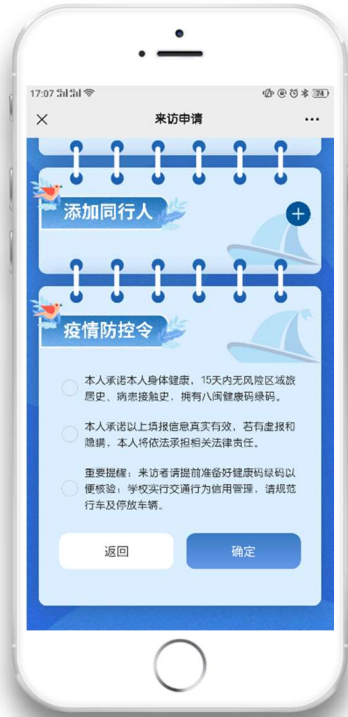 17:07
74
来访申请
添加同行人
疫情防控令
本人承诺本人身体健康，15天内无风险区域旅
居史、病患接触史，拥有八闽健康码绿码。
本人承诺以上填报信息真实有效，若有虚报和
隐瞒，本人将依法承担相关法律责任。
重要提醒：来访者请提前准备好健康码绿码以
便核验；学校实行交通行为信用管理，请规范
行车及停放车辆。
返回
确定